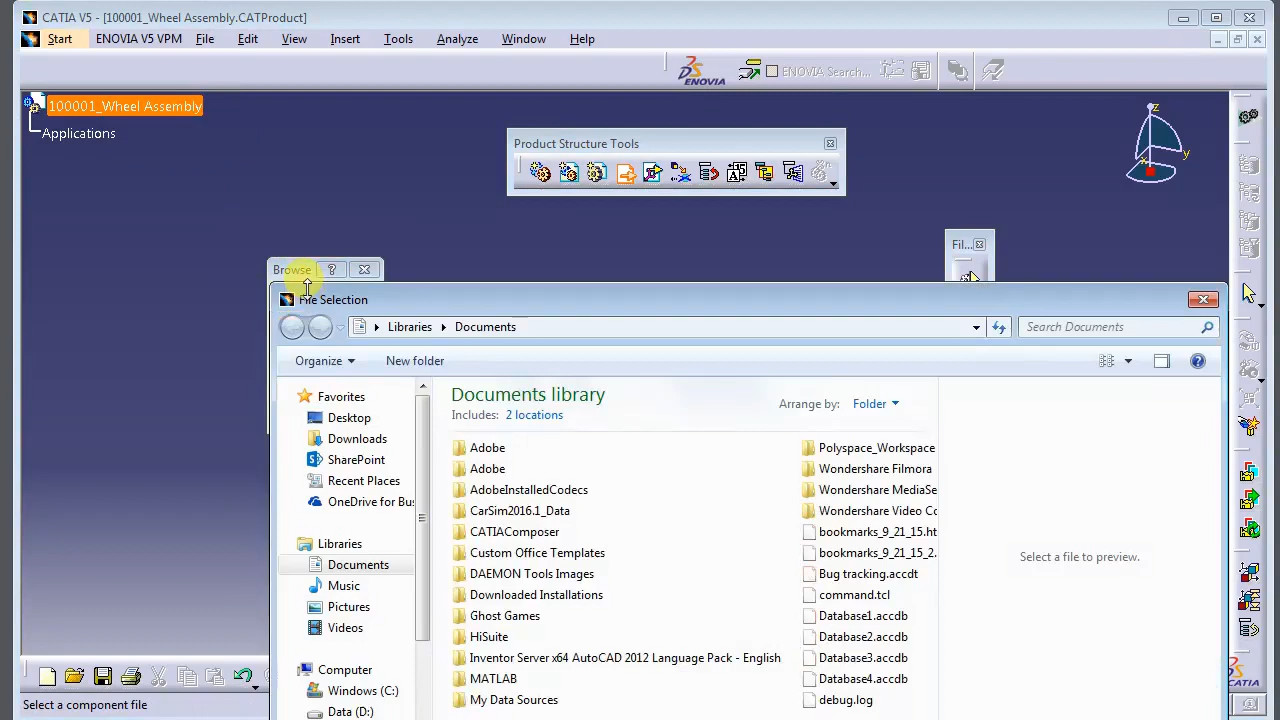 CATIA V5 - [100001_Wheel Assembly.CATProduct]
Start ENOVIA V5 VPM File Edit View Insert Tools Analyze Window Help
ENOVIA
ENOVIA Search...
100001_Wheel Assembly
Applications
Product Structure Tools
z
y
x
Fil...
Browse
File Selection
Libraries Documents
Search Documents
Organize
New folder
Favorites
Desktop
Downloads
SharePoint
Recent Places
OneDrive for Bus
Libraries
Documents
Music
Pictures
Videos
Computer
Windows (C:)
Data (D:)
Documents library
Includes: 2 locations
Arrange by: Folder
Adobe
Adobe
AdobeInstalledCodecs
CarSim2016.1_Data
CATIAComposer
Custom Office Templates
DAEMON Tools Images
Downloaded Installations
Ghost Games
HiSuite
Inventor Server x64 AutoCAD 2012 Language Pack - English
MATLAB
My Data Sources
Polyspace_Workspace
Wondershare Filmora
Wondershare MediaSe
Wondershare Video Co
bookmarks_9_21_15.ht
bookmarks_9_21_15_2.
Bug tracking.accdt
command.tcl
Database1.accdb
Database2.accdb
Database3.accdb
Database4.accdb
debug.log
Select a file to preview.
Select a component file
CATIA